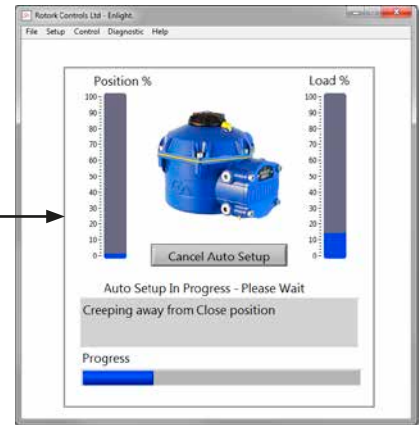 Rotork Controls Ltd - Enlight.
File Setup Control Diagnostic Help
Position % Load %
100 100
90 90
80 80
70 70
60 60
50 50
40 40
30 30
20 20
10 10
0 0
Cancel Auto Setup
Auto Setup In Progress - Please Wait
Creeping away from Close position
Progress